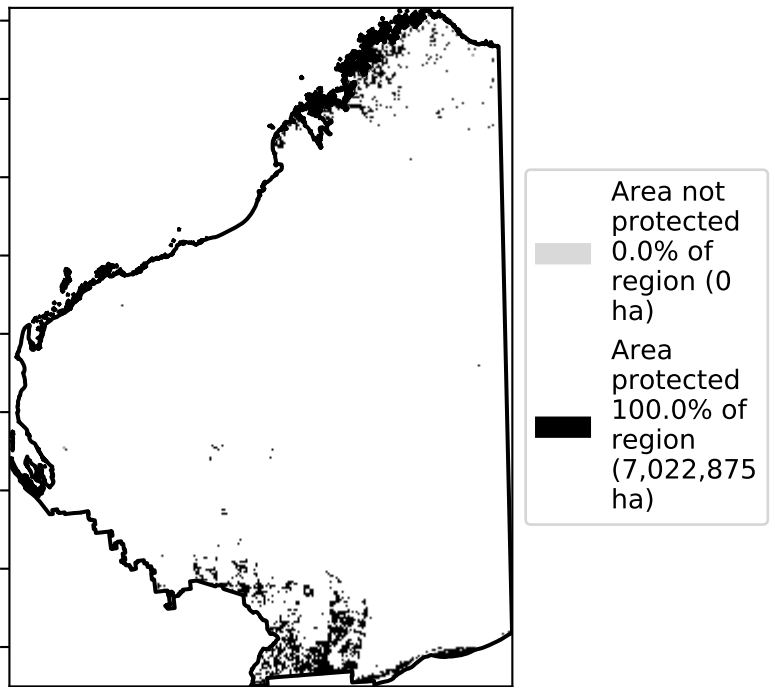 Area not
protected
0.0% of
region (0
ha)
Area
protected
100.0% of
region
(7,022,875
ha)